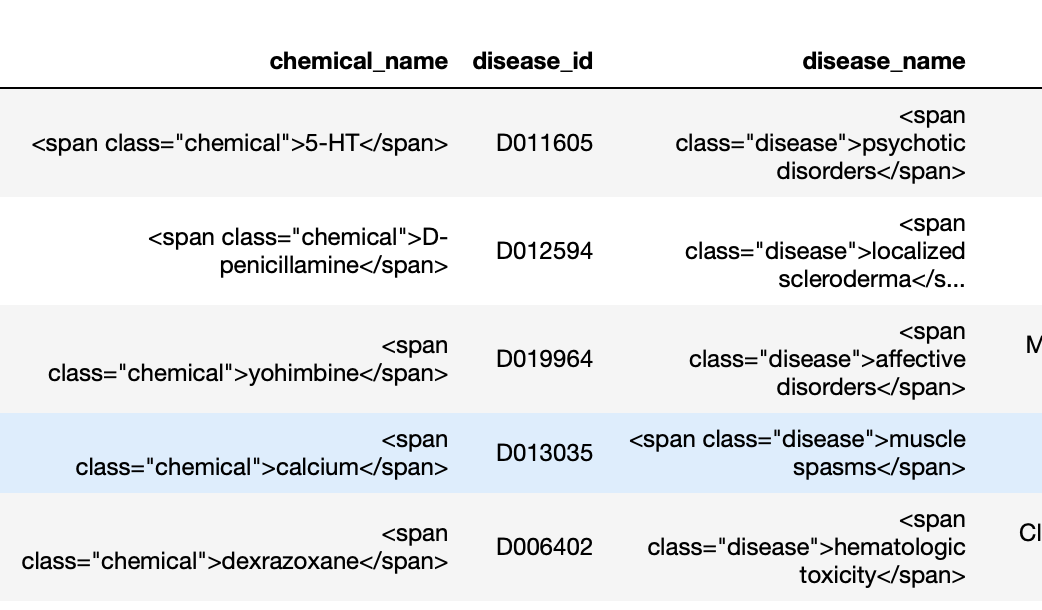 chemical_name disease_id disease_name
<span class="chemical">5-HT</span> D011605 <span
class="disease">psychotic
disorders</span>
<span class="chemical">D-
penicillamine</span> D012594 <span
class="disease">localized
scleroderma</s...
<span
class="chemical">yohimbine</span> D019964 <span
class="disease">affective
disorders</span>
M
<span
class="chemical">calcium</span> D013035 <span class="disease">muscle
spasms</span>
<span
class="chemical">dexrazoxane</span> D006402 <span
class="disease">hematologic
toxicity</span>
Cl